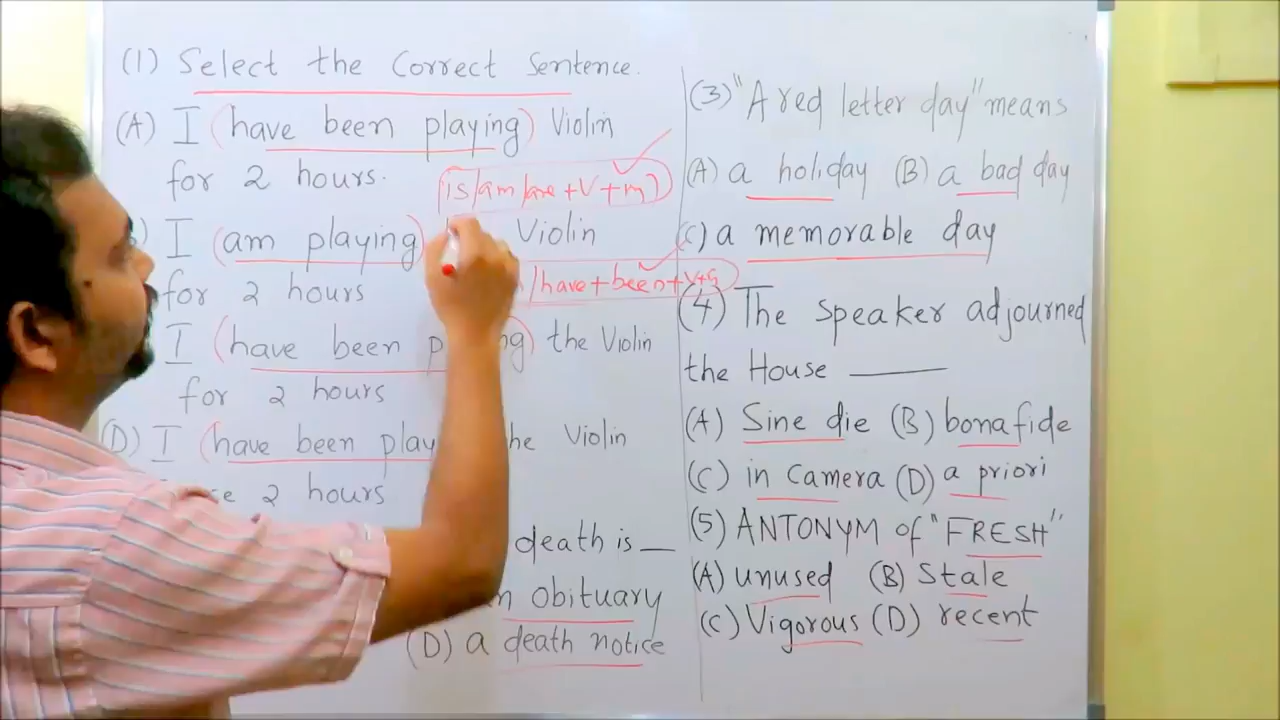 (1) Select the Correct Sentence.
(A) I (have been playing) Violin
for 2 hours.
is/am/are + V + ing
I (am playing) Violin
for 2 hours
/have + been + V+
I (have been playing) the Violin
for 2 hours
(D) I (have been play the Violin
2 hours
death is __
obituary
(D) a death notice
(3) "A red letter day" means
(A) a holiday (B) a bad day
(C) a memorable day
(4) The speaker adjourned
the House ______
(A) Sine die (B) bonafide
(C) in Camera (D) a priori
(5) ANTONYM of "FRESH"
(A) unused (B) Stale
(C) Vigorous (D) recent